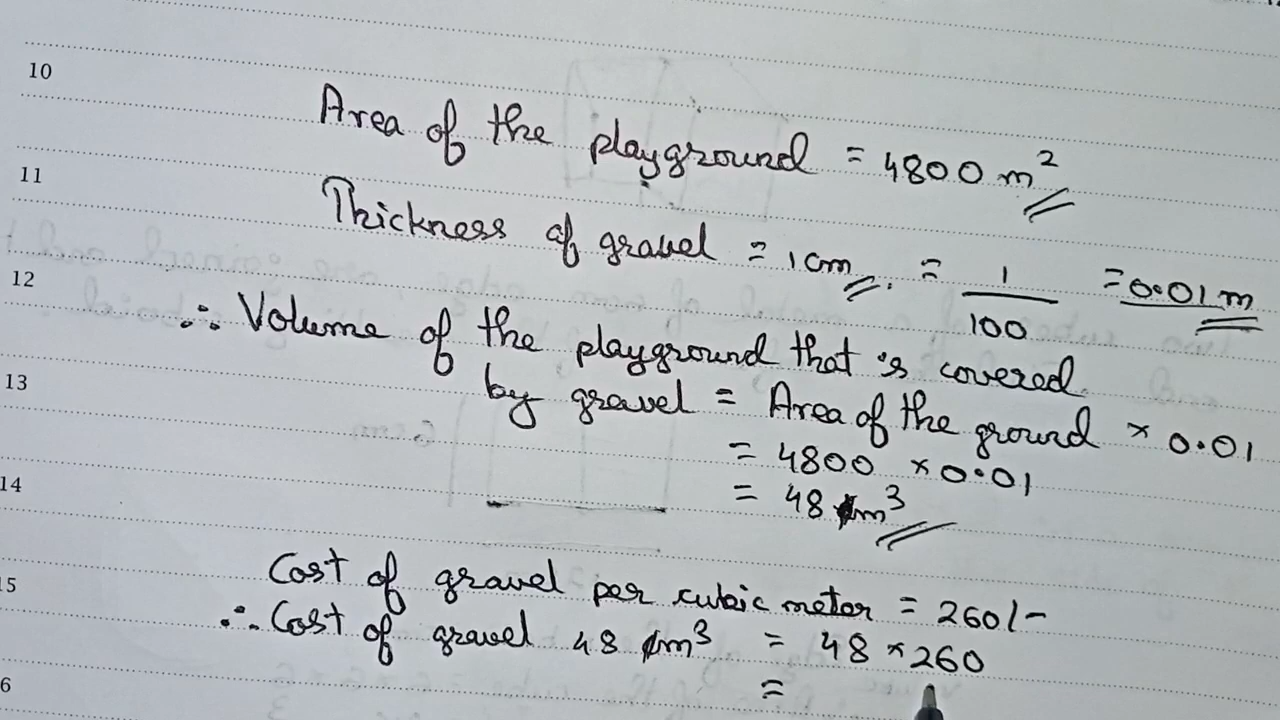 10
Area of the playground = 4800 m²
11
Thickness of gravel = 1cm. = 1/100 = 0.01 m
12
∴ Volume of the playground that is covered
13
by gravel = Area of the ground × 0.01
= 4800 × 0.01
14
= 48 m³
Cost of gravel per cubic meter = 260/-
15
∴ Cost of gravel 48 m³ = 48 × 260
=
6